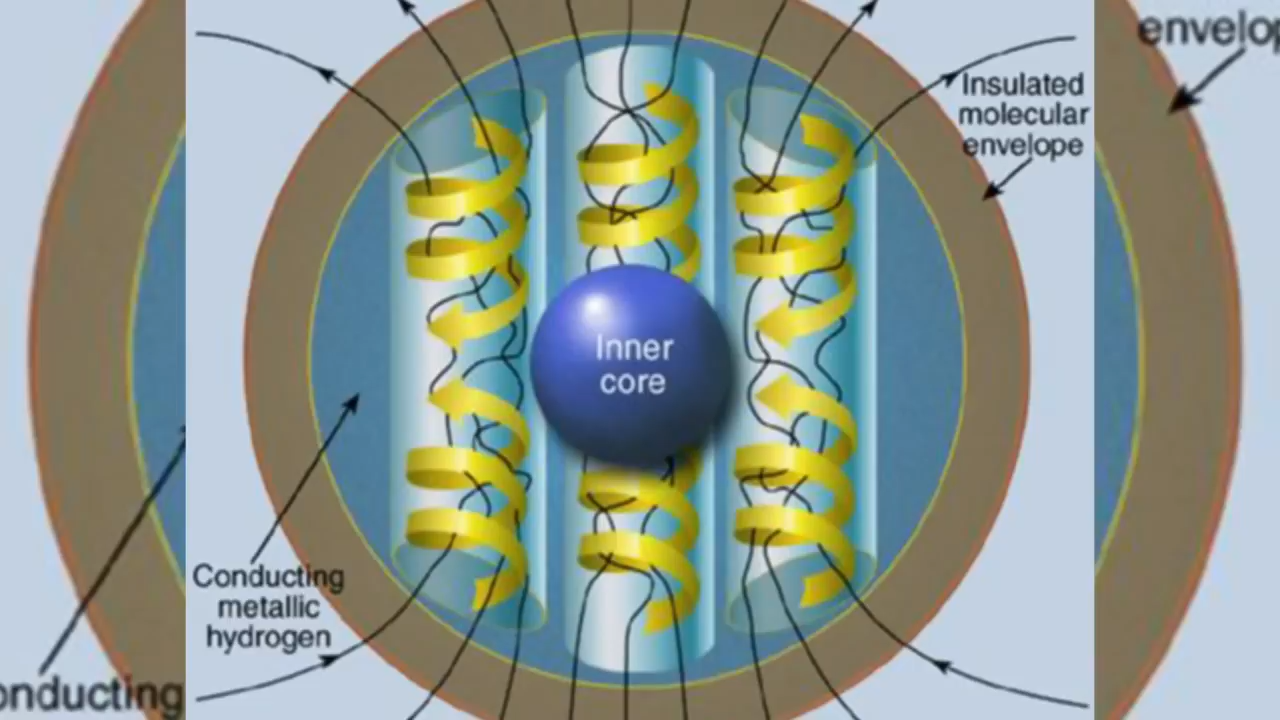 envelop
Insulated
molecular
envelope
Inner
core
Conducting
metallic
hydrogen
onducting